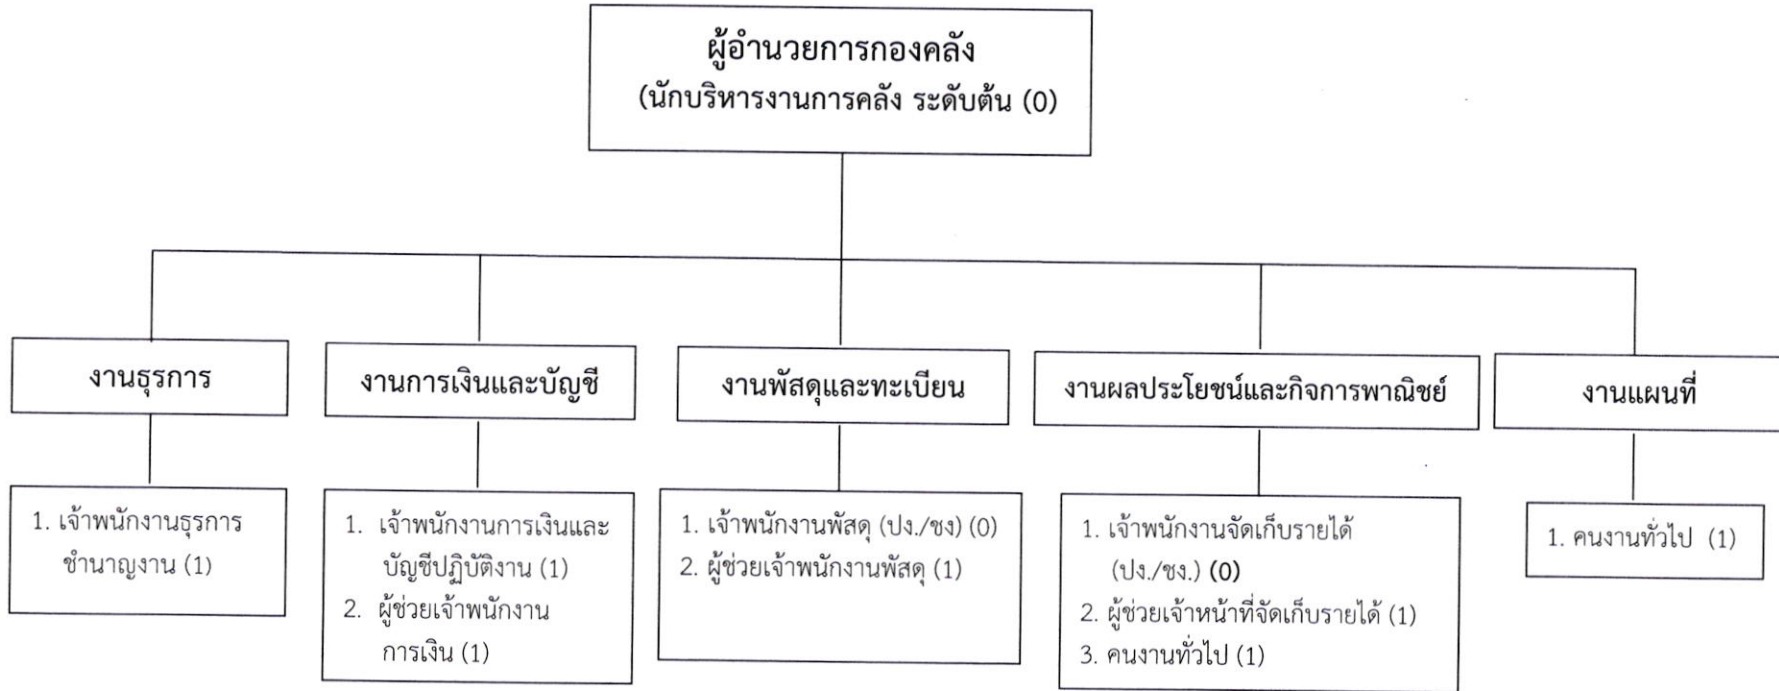 ผู้อำนวยการกองคลัง
(นักบริหารงานการคลัง ระดับต้น (0)
งานธุรการ
งานการเงินและบัญชี
งานพัสดุและทะเบียน
งานผลประโยชน์และกิจการพาณิชย์
งานแผนที่
1. เจ้าพนักงานธุรการ
ชำนาญงาน (1)
1. เจ้าพนักงานการเงินและ
บัญชีปฏิบัติงาน (1)
2. ผู้ช่วยเจ้าพนักงาน
การเงิน (1)
1. เจ้าพนักงานพัสดุ (ปง./ชง) (0)
2. ผู้ช่วยเจ้าพนักงานพัสดุ (1)
1. เจ้าพนักงานจัดเก็บรายได้
(ปง./ชง.) (0)
2. ผู้ช่วยเจ้าหน้าที่จัดเก็บรายได้ (1)
3. คนงานทั่วไป (1)
1. คนงานทั่วไป (1)